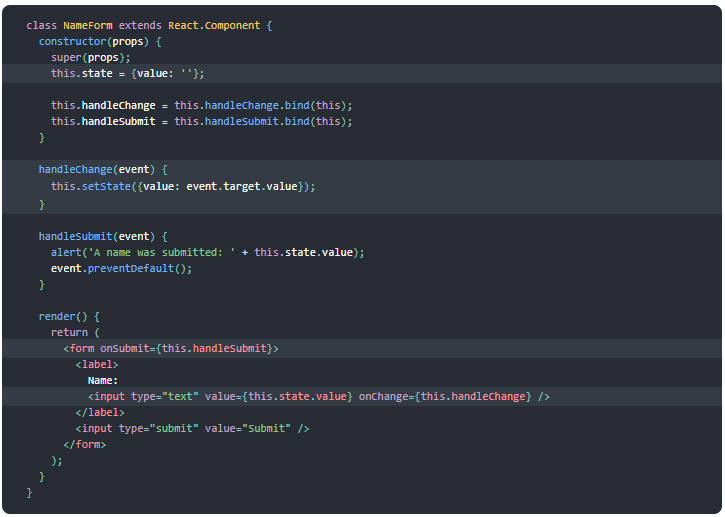 class NameForm extends React.Component {
  constructor(props) {
    super(props);
    this.state = {value: ''};

    this.handleChange = this.handleChange.bind(this);
    this.handleSubmit = this.handleSubmit.bind(this);
  }

  handleChange(event) {
    this.setState({value: event.target.value});
  }

  handleSubmit(event) {
    alert('A name was submitted: ' + this.state.value);
    event.preventDefault();
  }

  render() {
    return (
      <form onSubmit={this.handleSubmit}>
        <label>
          Name:
          <input type="text" value={this.state.value} onChange={this.handleChange} />
        </label>
        <input type="submit" value="Submit" />
      </form>
    );
  }
}